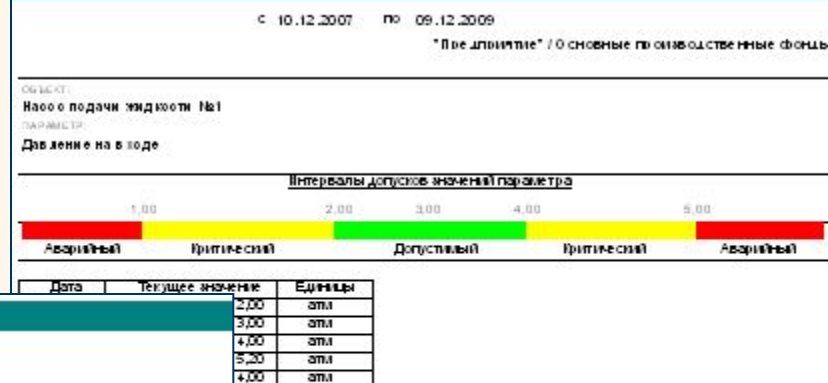 с 10.12.2007 по 09.12.2009
"Предприятие" / Основные производственные фонды
ОБЪЕКТ:
Насос подачи жидкости №1
ПАРАМЕТР:
Давление на входе
Интервалы допусков значений параметра
1,00 2,00 3,00 4,00 5,00
Аварийный Критический Допустимый Критический Аварийный
Дата Текущее значение Единицы
2,00 атм
3,00 атм
4,00 атм
5,20 атм
4,00 атм